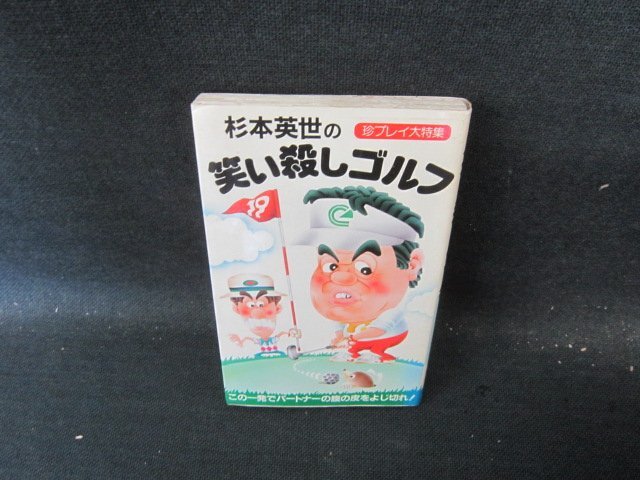 杉本英世の
珍プレイ大特集
笑い殺しゴルフ
19
この一発でパートナーの腹の皮をよじ切れ!